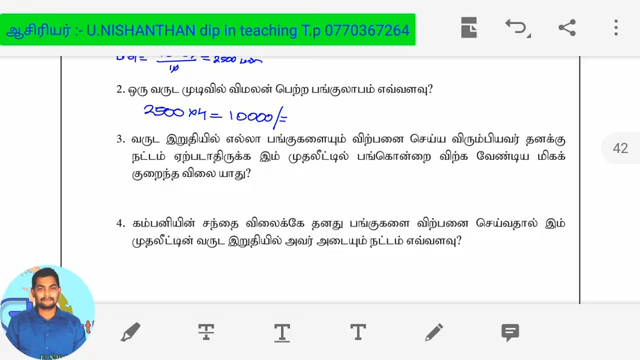 ஆசிரியர் :- U.NISHANTHAN dip in teaching T.p 0770367264
= 2500
2. ஒரு வருட முடிவில் விமலன் பெற்ற பங்குலாபம் எவ்வளவு?
2500 x4 = 10000/=
3. வருட இறுதியில் எல்லா பங்குகளையும் விற்பனை செய்ய விரும்பியவர் தனக்கு
நட்டம் ஏற்படாதிருக்க இம் முதலீட்டில் பங்கொன்றை விற்க வேண்டிய மிகக்
குறைந்த விலை யாது?
42
4. கம்பனியின் சந்தை விலைக்கே தனது பங்குகளை விற்பனை செய்வதால் இம்
முதலீட்டின் வருட இறுதியில் அவர் அடையும் நட்டம் எவ்வளவு?